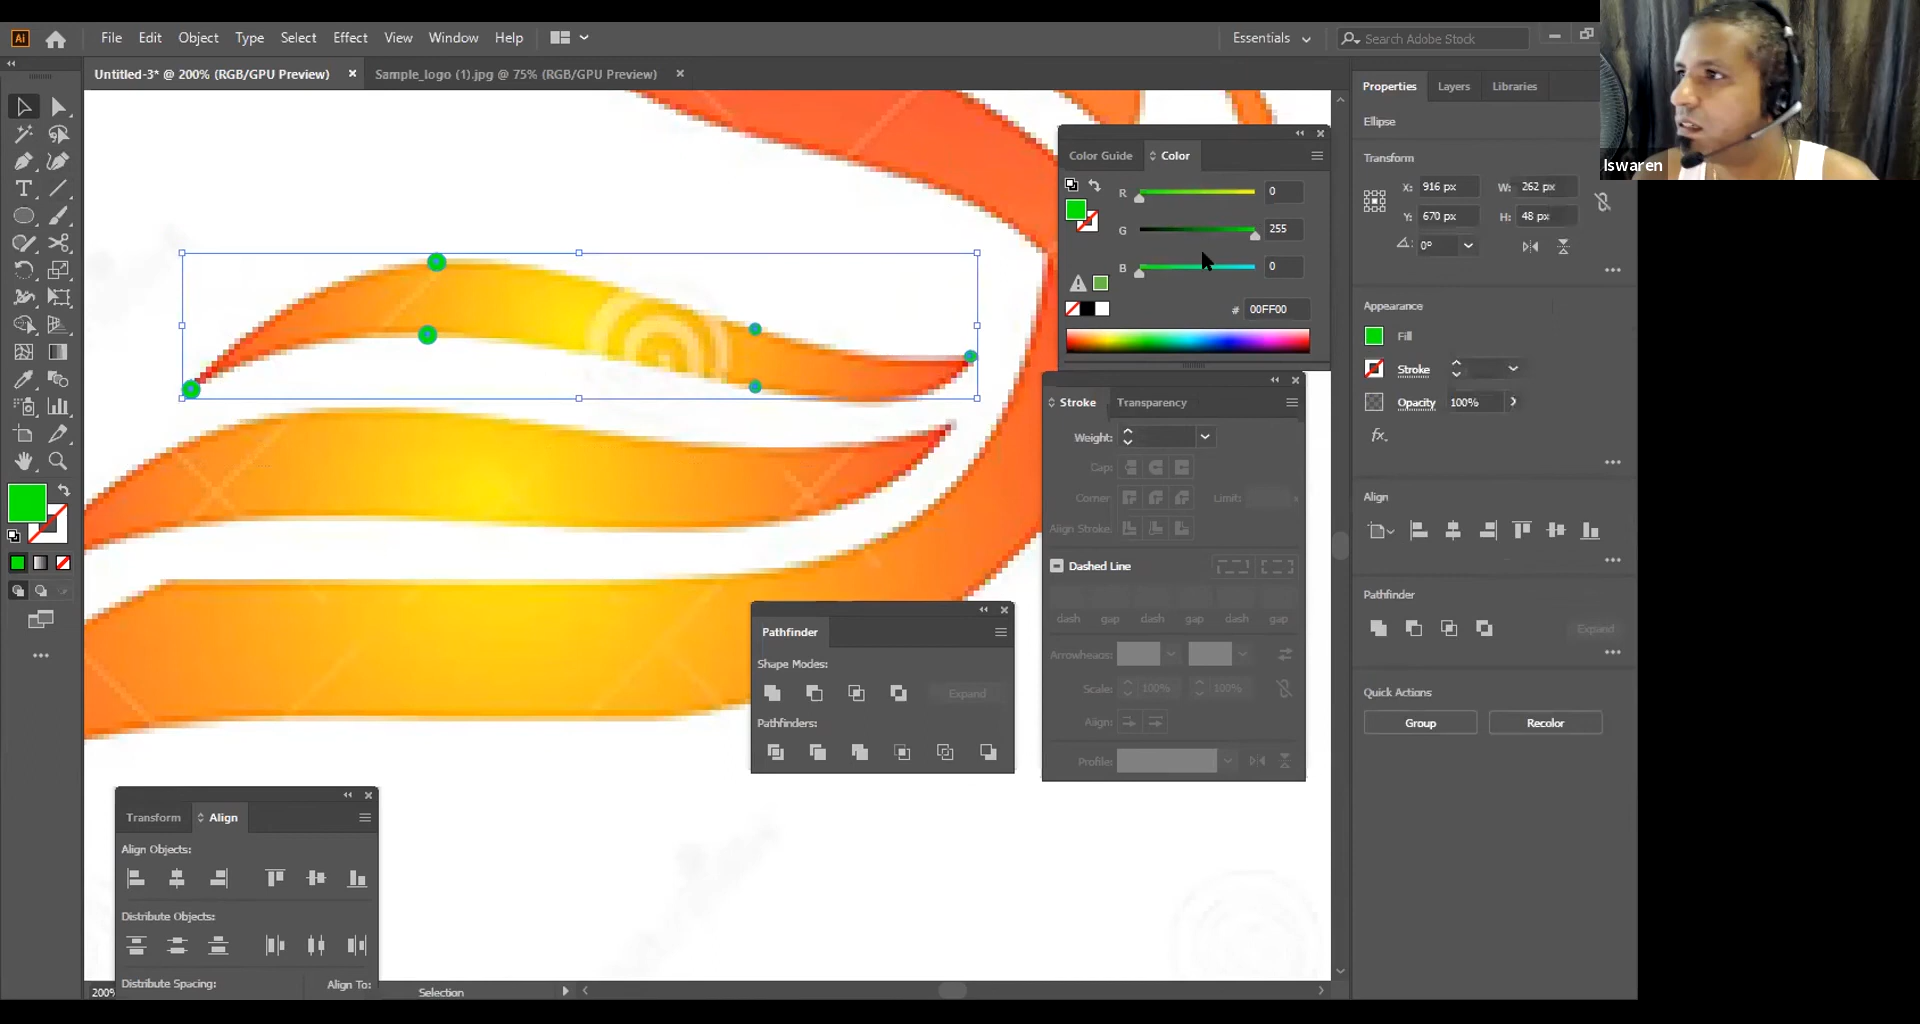 Ai File Edit Object Type Select Effect View Window Help Essentials Search Adobe Stock
Untitled-3* @ 200% (RGB/GPU Preview) × Sample_logo (1).jpg @ 75% (RGB/GPU Preview) ×
Properties Layers Libraries
Ellipse
Transform
X: 916 px W: 262 px
Y: 670 px H: 48 px
0°
Appearance
Fill
Stroke
Opacity 100%
fx.
Align
Pathfinder
Expand
Quick Actions
Group Recolor
Iswaren
Color Guide Color
R 0
G 255
B 0
# 00FF00
Stroke Transparency
Weight:
Cap:
Corner: Limit: x
Align Stroke:
Dashed Line
dash gap dash gap dash gap
Arrowheads:
Scale: 100% 100%
Align:
Profile:
Pathfinder
Shape Modes:
Expand
Pathfinders:
Transform Align
Align Objects:
Distribute Objects:
Distribute Spacing: Align To:
200% Selection